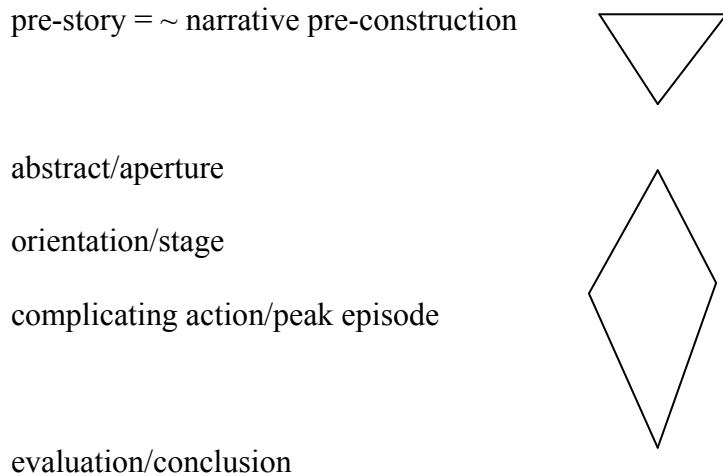 pre-story = ~ narrative pre-construction
abstract/aperture
orientation/stage
complicating action/peak episode
evaluation/conclusion